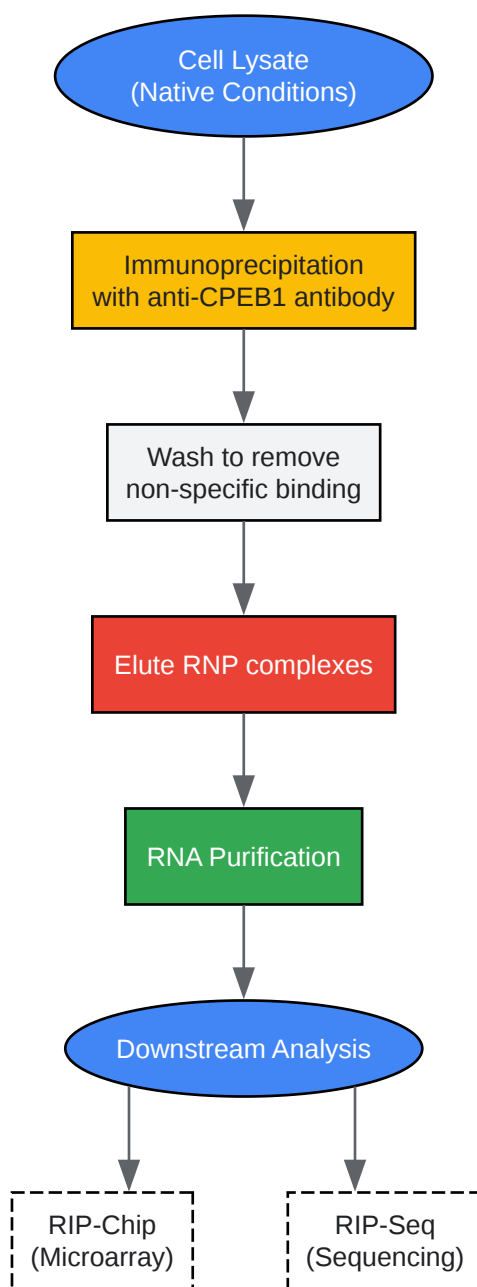 Cell Lysate
(Native Conditions)
Immunoprecipitation
with anti-CPEB1 antibody
Wash to remove
non-specific binding
Elute RNP complexes
RNA Purification
Downstream Analysis
RIP-Chip
(Microarray)
RIP-Seq
(Sequencing)